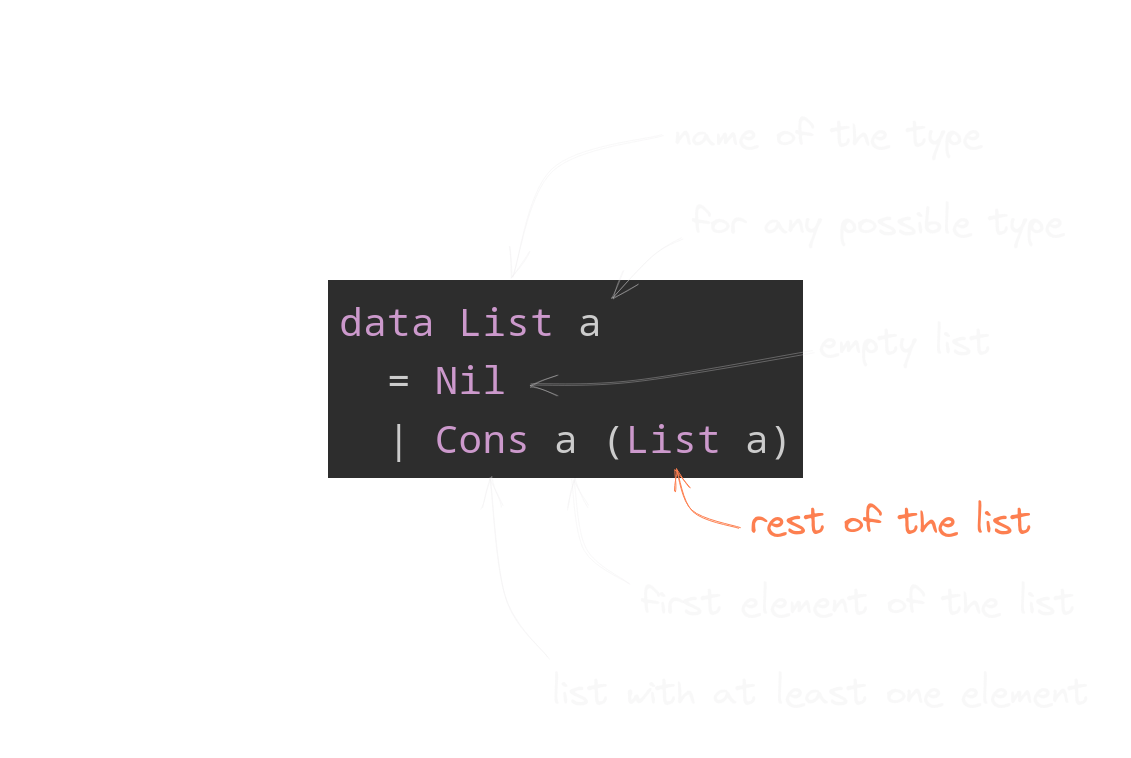 name of the type
for any possible type
data List a
empty list
= Nil
| Cons a (List a)
rest of the list
first element of the list
list with at least one element